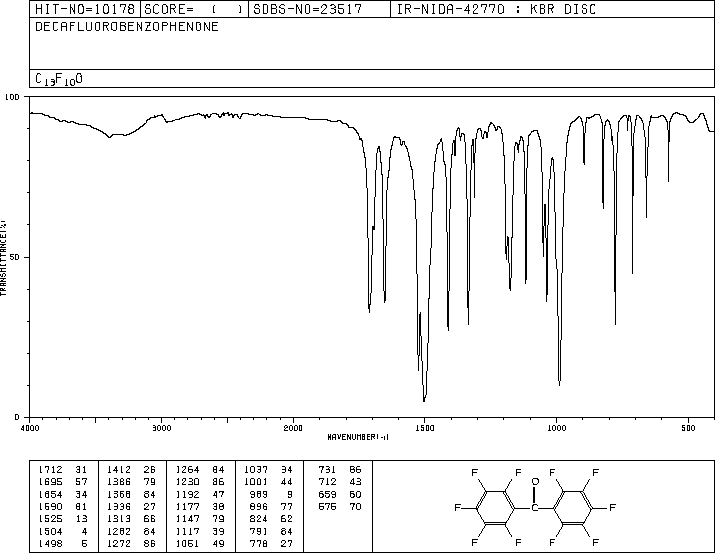 HIT-NO=10178 SCORE= ( ) SDBS-NO=23517 IR-NIDA-42770 : KBR DISC
DECAFLUOROBENZOPHENONE
C13F10O
100
TRANSMITTANCE(%)
50
0
4000 3000 2000 1500 1000 500
WAVENUMBER(-1)
1712 31 1412 26 1264 84 1037 34 731 86
1695 57 1386 79 1230 86 1001 44 712 43
1654 34 1368 84 1192 47 989 9 659 60
1590 81 1336 27 1177 38 896 77 575 70
1525 13 1313 66 1147 79 824 62
1504 4 1282 84 1117 39 791 84
1498 5 1272 86 1051 49 778 27
F F F O F F F
F C F
F F